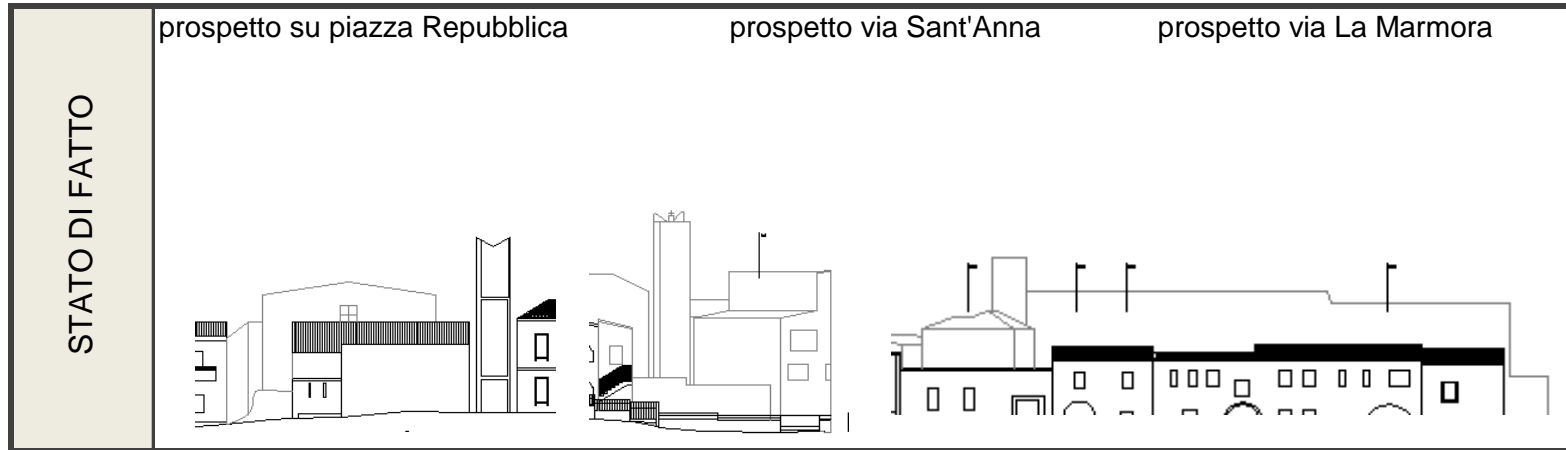 prospetto su piazza Repubblica
prospetto via Sant'Anna
prospetto via La Marmora
STATO DI FATTO